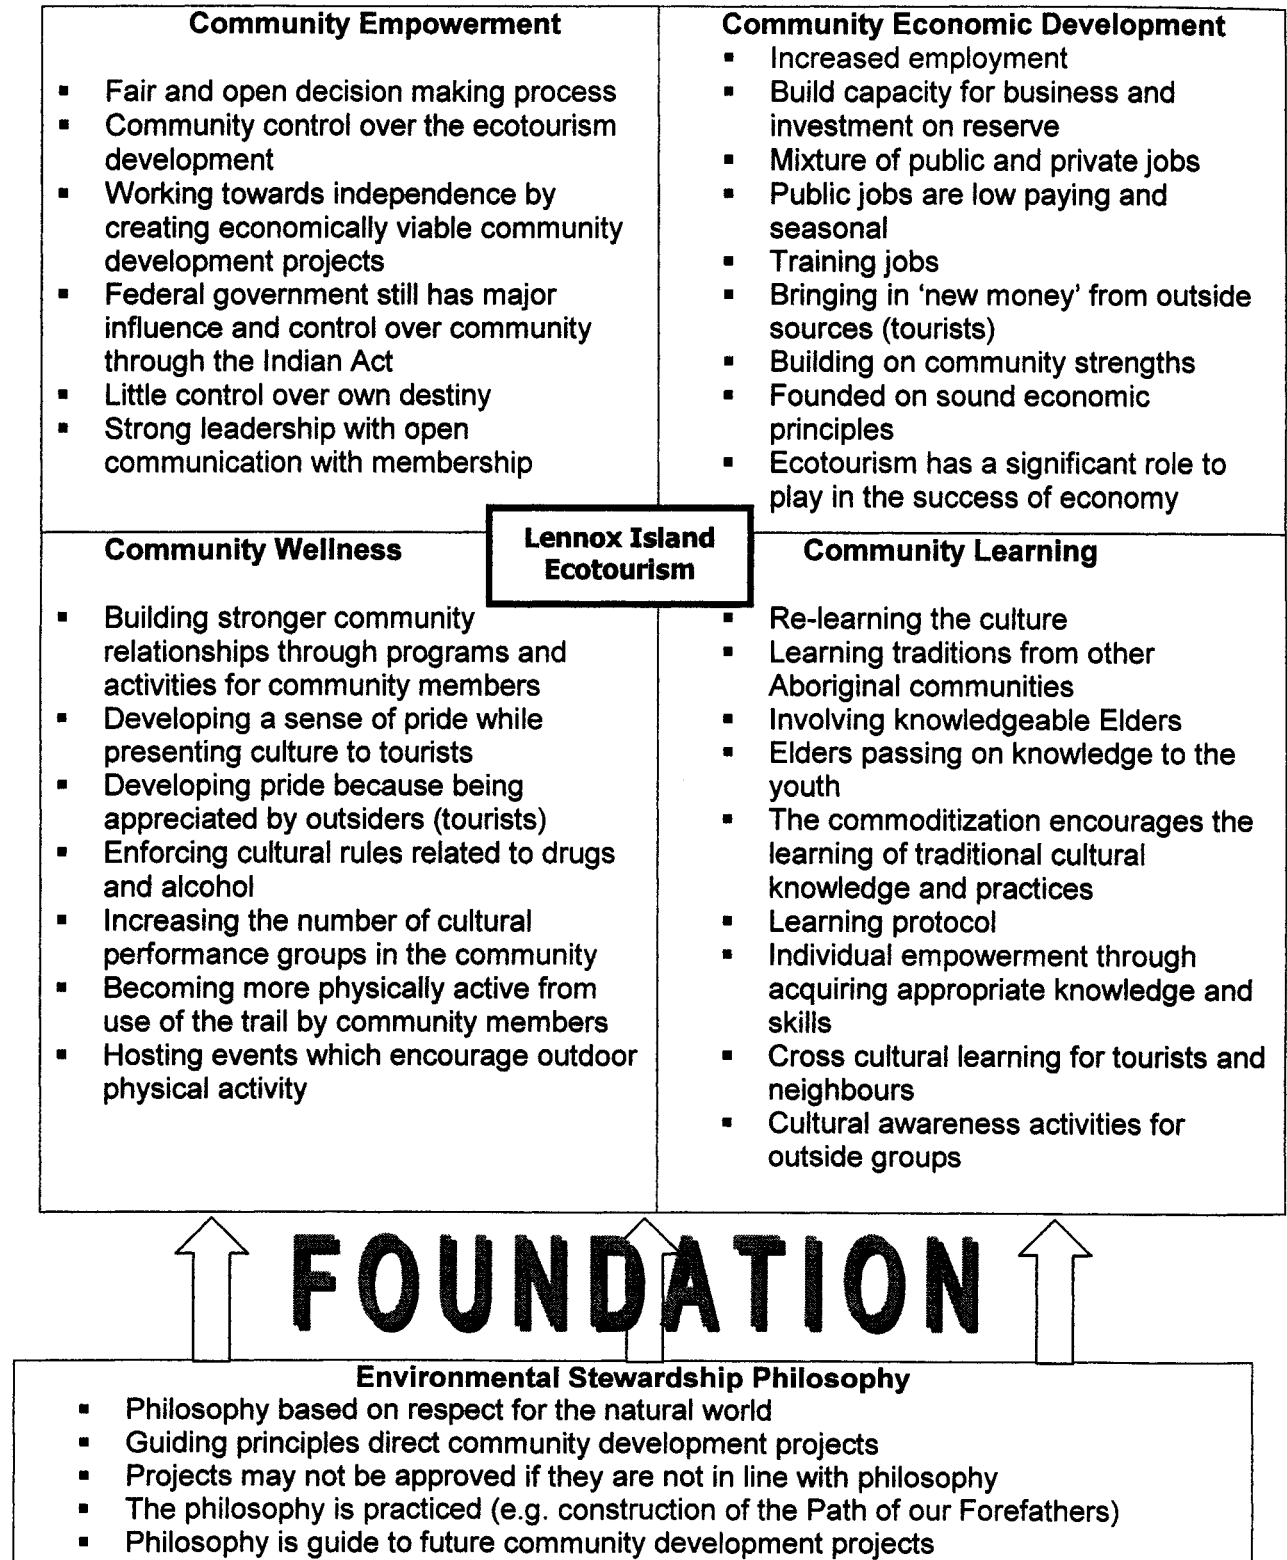 Community Empowerment
▪ Fair and open decision making process
▪ Community control over the ecotourism
development
▪ Working towards independence by
creating economically viable community
development projects
▪ Federal government still has major
influence and control over community
through the Indian Act
▪ Little control over own destiny
▪ Strong leadership with open
communication with membership
Community Economic Development
▪ Increased employment
▪ Build capacity for business and
investment on reserve
▪ Mixture of public and private jobs
▪ Public jobs are low paying and
seasonal
▪ Training jobs
▪ Bringing in ‘new money’ from outside
sources (tourists)
▪ Building on community strengths
▪ Founded on sound economic
principles
▪ Ecotourism has a significant role to
play in the success of economy
Lennox Island
Ecotourism
Community Wellness
▪ Building stronger community
relationships through programs and
activities for community members
▪ Developing a sense of pride while
presenting culture to tourists
▪ Developing pride because being
appreciated by outsiders (tourists)
▪ Enforcing cultural rules related to drugs
and alcohol
▪ Increasing the number of cultural
performance groups in the community
▪ Becoming more physically active from
use of the trail by community members
▪ Hosting events which encourage outdoor
physical activity
Community Learning
▪ Re-learning the culture
▪ Learning traditions from other
Aboriginal communities
▪ Involving knowledgeable Elders
▪ Elders passing on knowledge to the
youth
▪ The commoditization encourages the
learning of traditional cultural
knowledge and practices
▪ Learning protocol
▪ Individual empowerment through
acquiring appropriate knowledge and
skills
▪ Cross cultural learning for tourists and
neighbours
▪ Cultural awareness activities for
outside groups
FOUNDATION
Environmental Stewardship Philosophy
▪ Philosophy based on respect for the natural world
▪ Guiding principles direct community development projects
▪ Projects may not be approved if they are not in line with philosophy
▪ The philosophy is practiced (e.g. construction of the Path of our Forefathers)
▪ Philosophy is guide to future community development projects